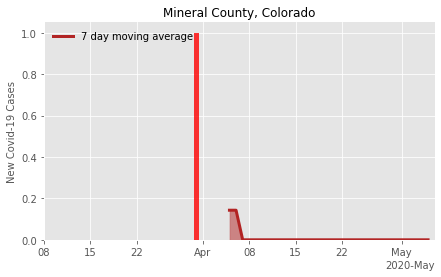 Mineral County, Colorado
7 day moving average
New Covid-19 Cases
1.0
0.8
0.6
0.4
0.2
0.0
08 15 22 Apr 08 15 22 May
2020-May